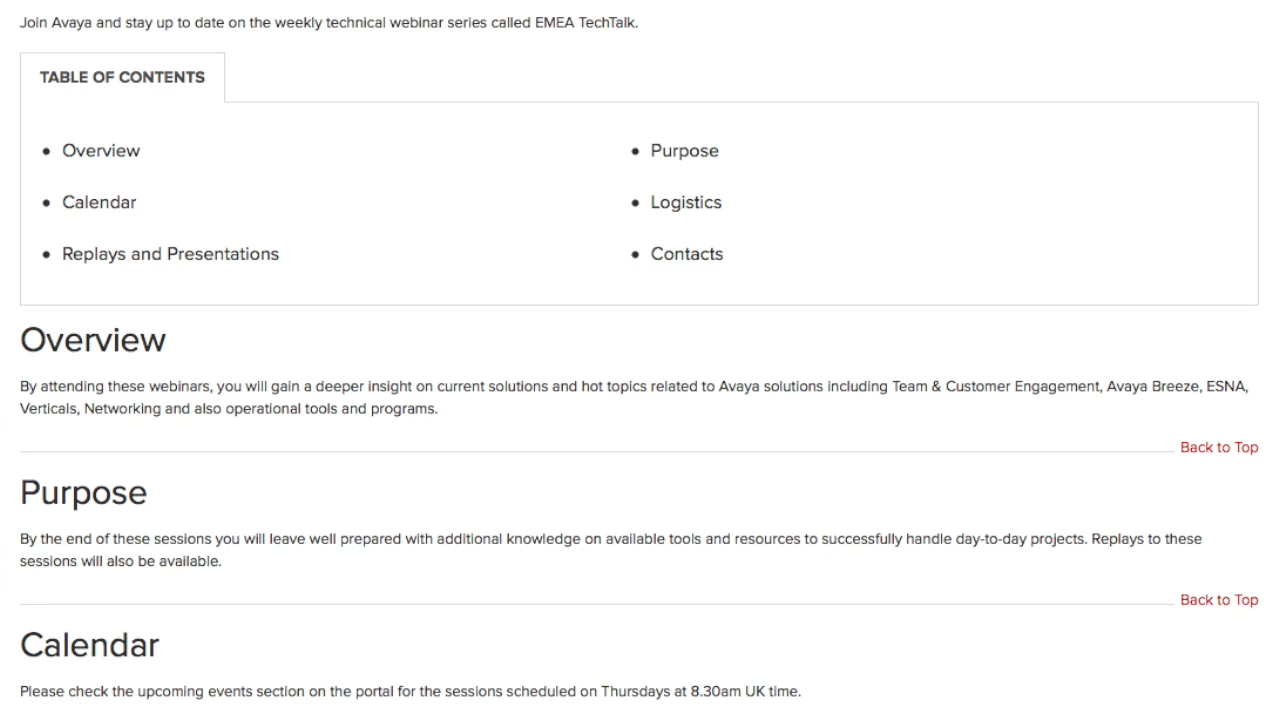 Join Avaya and stay up to date on the weekly technical webinar series called EMEA TechTalk.
TABLE OF CONTENTS
• Overview
• Purpose
• Calendar
• Logistics
• Replays and Presentations
• Contacts
Overview
By attending these webinars, you will gain a deeper insight on current solutions and hot topics related to Avaya solutions including Team & Customer Engagement, Avaya Breeze, ESNA,
Verticals, Networking and also operational tools and programs.
Back to Top
Purpose
By the end of these sessions you will leave well prepared with additional knowledge on available tools and resources to successfully handle day-to-day projects. Replays to these
sessions will also be available.
Back to Top
Calendar
Please check the upcoming events section on the portal for the sessions scheduled on Thursdays at 8.30am UK time.